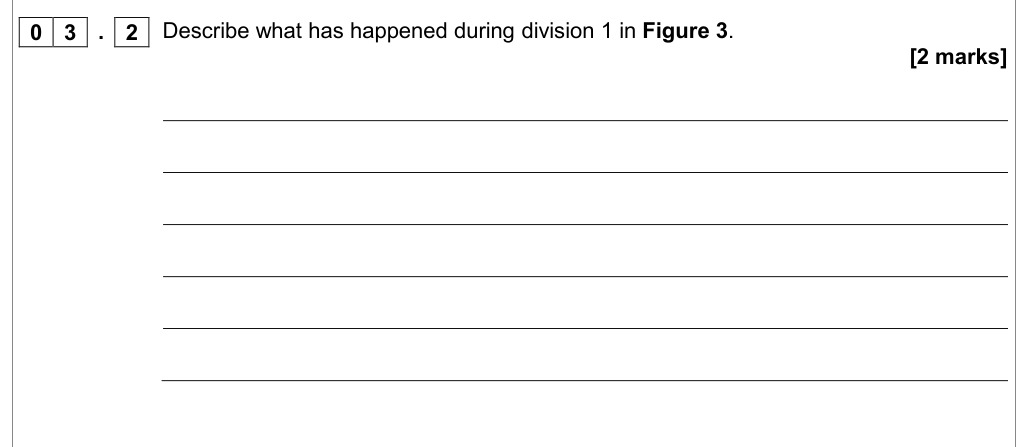 0 3 . 2 Describe what has happened during division 1 in Figure 3.
[2 marks]